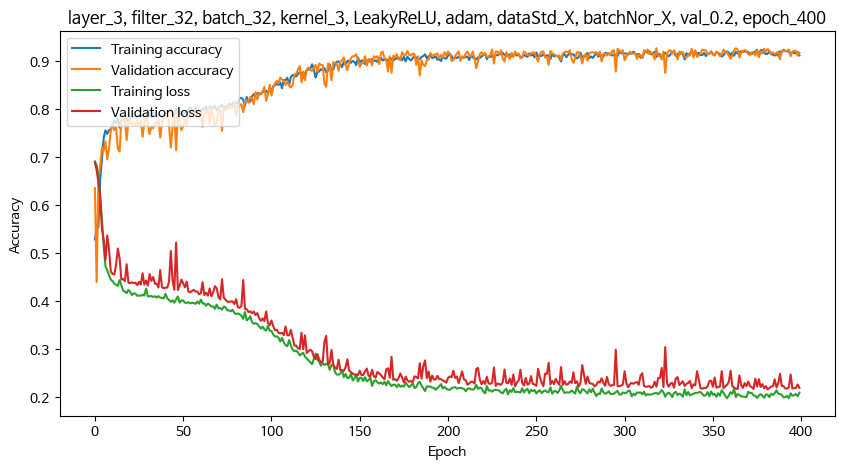 layer_3, filter_32, batch_32, kernel_3, LeakyReLU, adam, dataStd_X, batchNor_X, val_0.2, epoch_400
Training accuracy
Validation accuracy
Training loss
Validation loss
Accuracy
0.9
0.8
0.7
0.6
0.5
0.4
0.3
0.2
0 50 100 150 200 250 300 350 400
Epoch